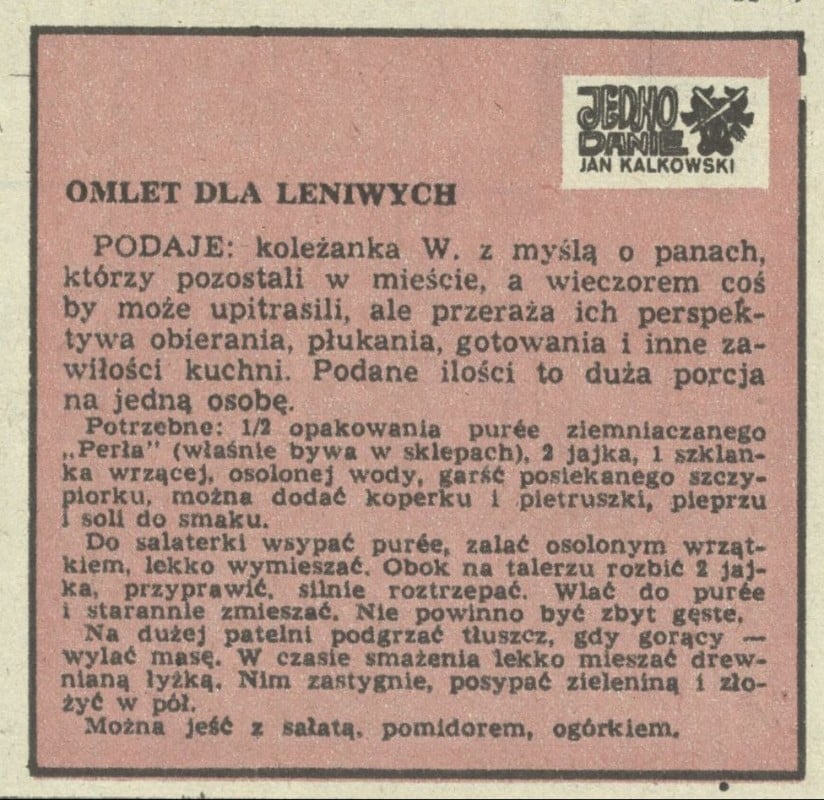 JEDNO
DANIE
JAN KALKOWSKI
OMLET DLA LENIWYCH
PODAJE: koleżanka W. z myślą o panach,
którzy pozostali w mieście, a wieczorem coś
by może upitrasili, ale przeraża ich perspek-
tywa obierania, płukania, gotowania i inne za-
wiłości kuchni. Podane ilości to duża porcja
na jedną osobę.
Potrzebne: 1/2 opakowania purée ziemniaczanego
„Perła" (właśnie bywa w sklepach), 2 jajka, 1 szklan-
ka wrzącej, osolonej wody, garść posiekanego szczy-
piorku, można dodać koperku i pietruszki, pieprzu
i soli do smaku.
Do salaterki wsypać purée, zalać osolonym wrząt-
kiem, lekko wymieszać. Obok na talerzu rozbić 2 jaj-
ka, przyprawić, silnie roztrzepać. Wlać do purée
i starannie zmieszać. Nie powinno być zbyt gęste.
Na dużej patelni podgrzać tłuszcz, gdy gorący —
wylać masę. W czasie smażenia lekko mieszać drew-
nianą łyżką. Nim zastygnie, posypać zieleniną i zło-
żyć w pół.
Można jeść z sałatą, pomidorem, ogórkiem.